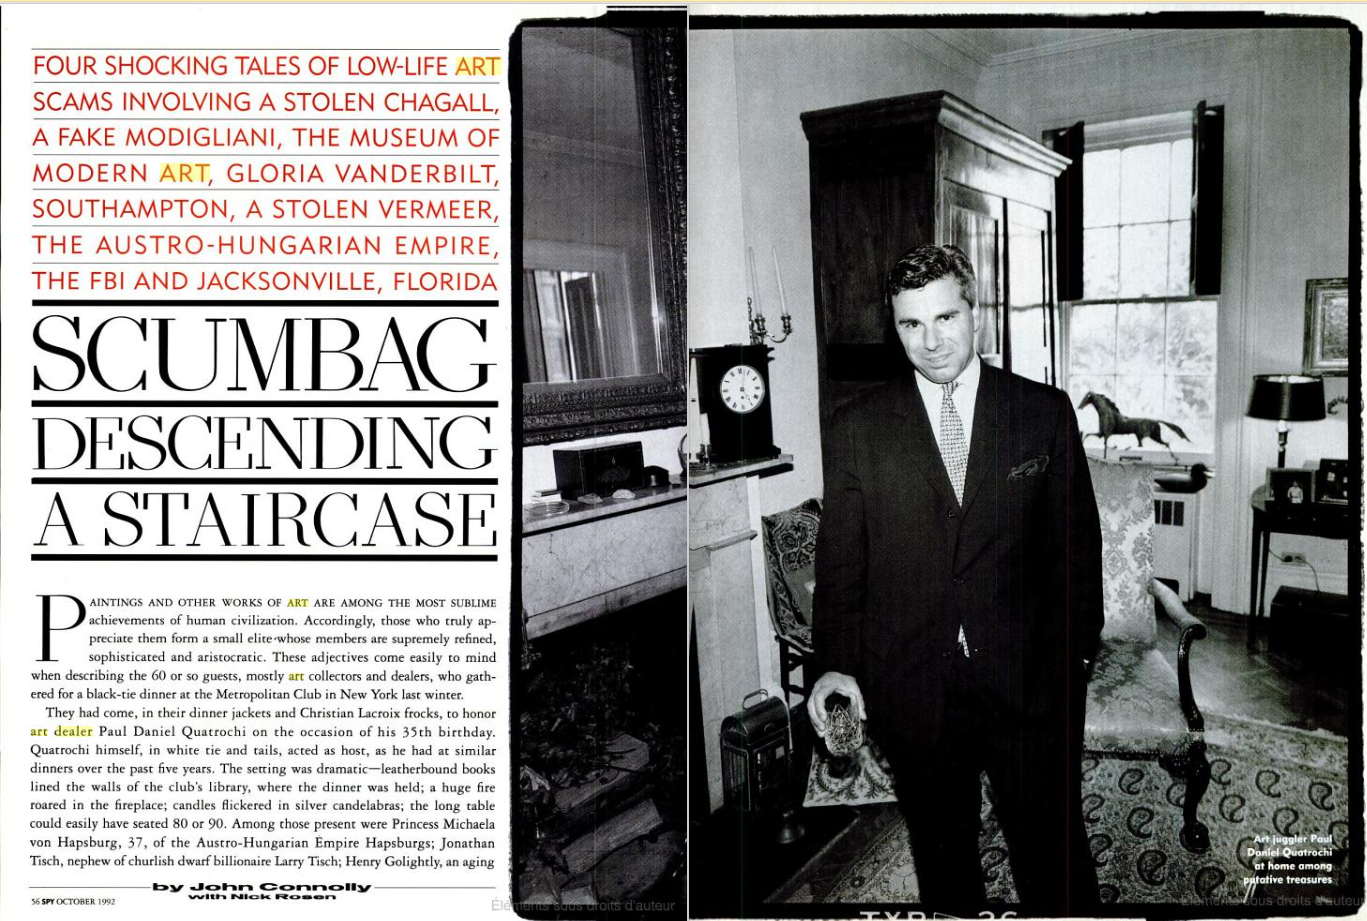 FOUR SHOCKING TALES OF LOW-LIFE ART
SCAMS INVOLVING A STOLEN CHAGALL,
A FAKE MODIGLIANI, THE MUSEUM OF
MODERN ART, GLORIA VANDERBILT,
SOUTHAMPTON, A STOLEN VERMEER,
THE AUSTRO-HUNGARIAN EMPIRE,
THE FBI AND JACKSONVILLE, FLORIDA
SCUMBAG
DESCENDING
A STAIRCASE
PAINTINGS AND OTHER WORKS OF ART ARE AMONG THE MOST SUBLIME
achievements of human civilization. Accordingly, those who truly ap-
preciate them form a small elite whose members are supremely refined,
sophisticated and aristocratic. These adjectives come easily to mind
when describing the 60 or so guests, mostly art collectors and dealers, who gath-
ered for a black-tie dinner at the Metropolitan Club in New York last winter.
They had come, in their dinner jackets and Christian Lacroix frocks, to honor
art dealer Paul Daniel Quatrochi on the occasion of his 35th birthday.
Quatrochi himself, in white tie and tails, acted as host, as he had at similar
dinners over the past five years. The setting was dramatic—leatherbound books
lined the walls of the club's library, where the dinner was held; a huge fire
roared in the fireplace; candles flickered in silver candelabras; the long table
could easily have seated 80 or 90. Among those present were Princess Michaela
von Hapsburg, 37, of the Austro-Hungarian Empire Hapsburgs; Jonathan
Tisch, nephew of churlish dwarf billionaire Larry Tisch; Henry Golightly, an aging
by John Connolly
with Nick Rosen
56 SPY OCTOBER 1992
Art juggler Paul
Daniel Quatrochi
at home among
putative treasures
Éléments sous droits d'auteur
Éléments sous droits d'auteur